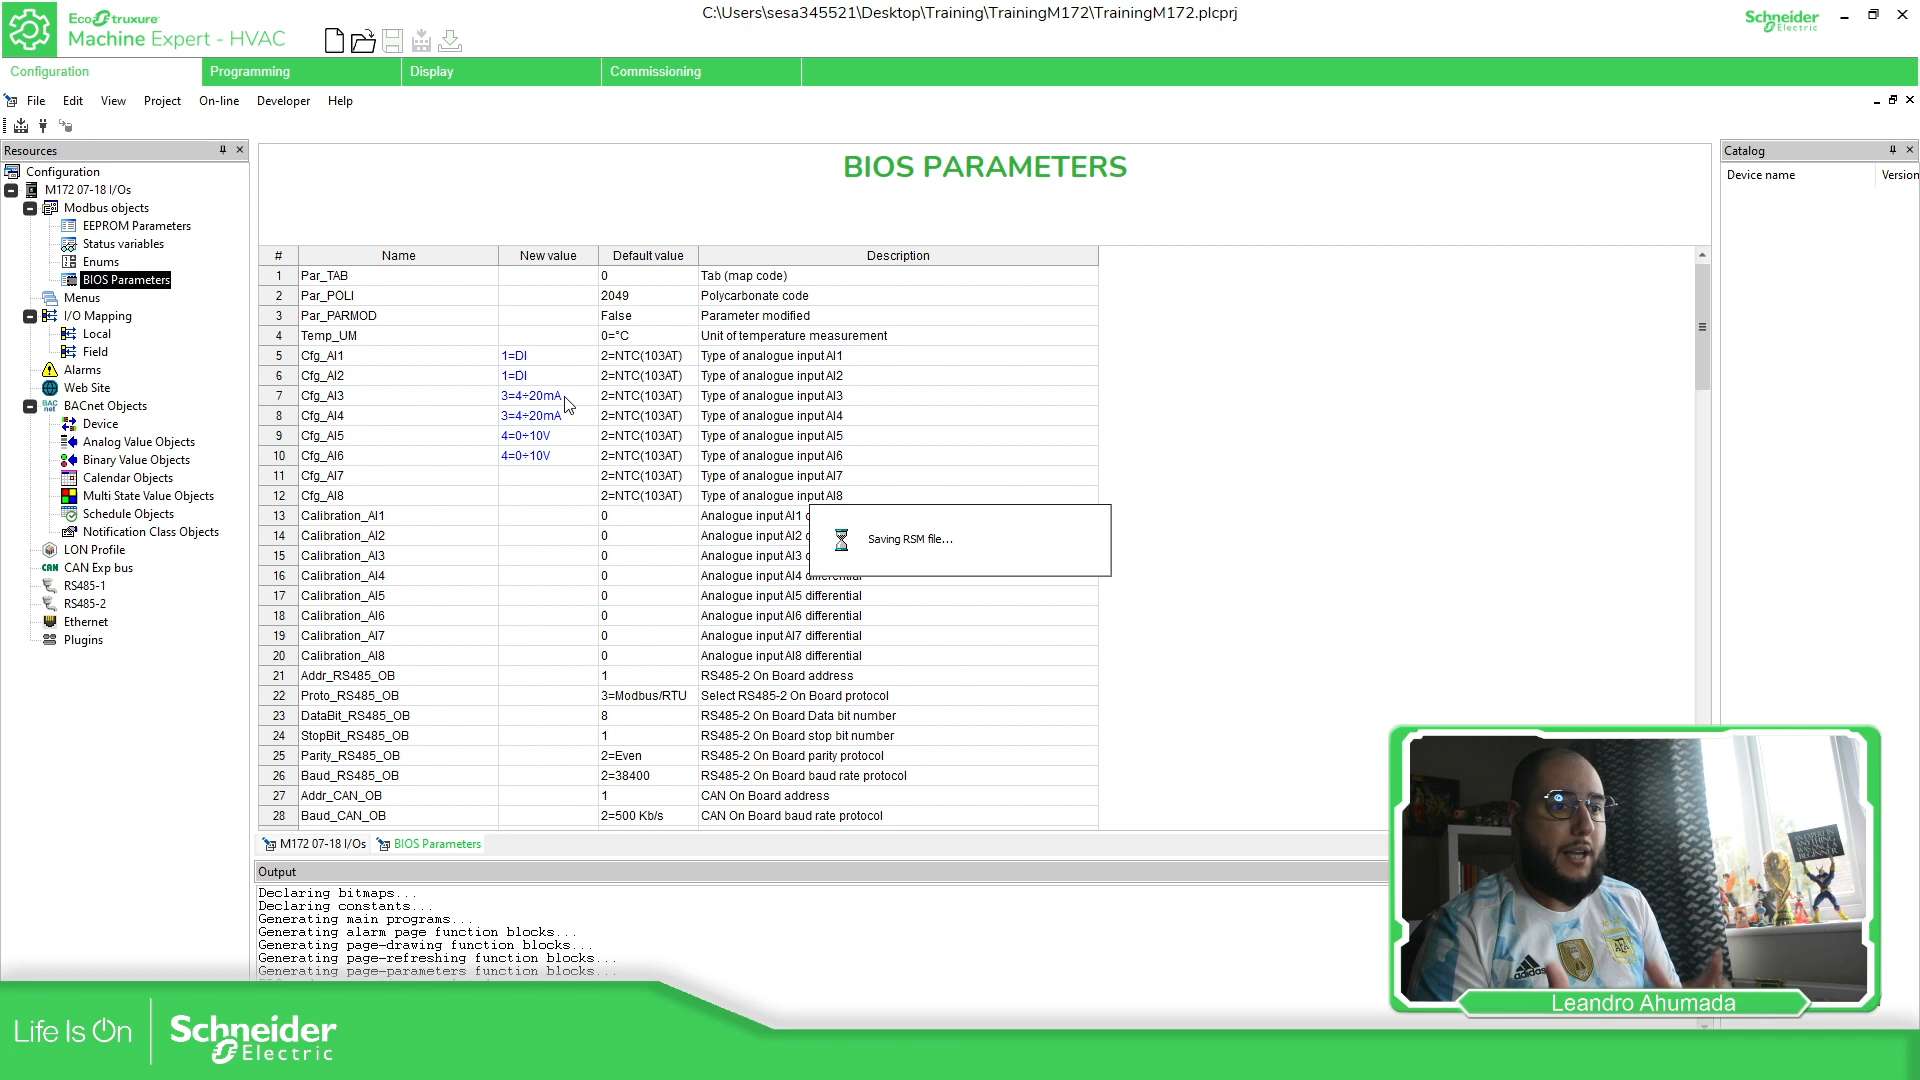 EcoStruxure
Machine Expert - HVAC
C:\Users\sesa345521\Desktop\Training\TrainingM172\TrainingM172.plcprj
Schneider
Electric
Configuration
Programming
Display
Commissioning
File Edit View Project On-line Developer Help
Resources
Configuration
M172 07-18 I/Os
Modbus objects
EEPROM Parameters
Status variables
Enums
BIOS Parameters
Menus
I/O Mapping
Local
Field
Alarms
Web Site
BACnet Objects
Device
Analog Value Objects
Binary Value Objects
Calendar Objects
Multi State Value Objects
Schedule Objects
Notification Class Objects
LON Profile
CAN Exp bus
RS485-1
RS485-2
Ethernet
Plugins
BIOS PARAMETERS
# Name New value Default value Description
1 Par_TAB 0 Tab (map code)
2 Par_POLI 2049 Polycarbonate code
3 Par_PARMOD False Parameter modified
4 Temp_UM 0=°C Unit of temperature measurement
5 Cfg_AI1 1=DI 2=NTC(103AT) Type of analogue input AI1
6 Cfg_AI2 1=DI 2=NTC(103AT) Type of analogue input AI2
7 Cfg_AI3 3=4÷20mA 2=NTC(103AT) Type of analogue input AI3
8 Cfg_AI4 3=4÷20mA 2=NTC(103AT) Type of analogue input AI4
9 Cfg_AI5 4=0÷10V 2=NTC(103AT) Type of analogue input AI5
10 Cfg_AI6 4=0÷10V 2=NTC(103AT) Type of analogue input AI6
11 Cfg_AI7 2=NTC(103AT) Type of analogue input AI7
12 Cfg_AI8 2=NTC(103AT) Type of analogue input AI8
13 Calibration_AI1 0 Analogue input AI1
14 Calibration_AI2 0 Analogue input AI2
15 Calibration_AI3 0 Analogue input AI3
16 Calibration_AI4 0 Analogue input AI4 differential
17 Calibration_AI5 0 Analogue input AI5 differential
18 Calibration_AI6 0 Analogue input AI6 differential
19 Calibration_AI7 0 Analogue input AI7 differential
20 Calibration_AI8 0 Analogue input AI8 differential
21 Addr_RS485_OB 1 RS485-2 On Board address
22 Proto_RS485_OB 3=Modbus/RTU Select RS485-2 On Board protocol
23 DataBit_RS485_OB 8 RS485-2 On Board Data bit number
24 StopBit_RS485_OB 1 RS485-2 On Board stop bit number
25 Parity_RS485_OB 2=Even RS485-2 On Board parity protocol
26 Baud_RS485_OB 2=38400 RS485-2 On Board baud rate protocol
27 Addr_CAN_OB 1 CAN On Board address
28 Baud_CAN_OB 2=500 Kb/s CAN On Board baud rate protocol
Saving RSM file...
M172 07-18 I/Os BIOS Parameters
Output
Declaring bitmaps...
Declaring constants...
Generating main programs...
Generating alarm page function blocks...
Generating page-drawing function blocks...
Generating page-refreshing function blocks...
Generating page-parameters function blocks...
Catalog
Device name Version
AN EXPERT IN
ANYTHING
WAS ONCE A
BEGINNER
adidas
AFA
Leandro Ahumada
Life Is On
Schneider
Electric